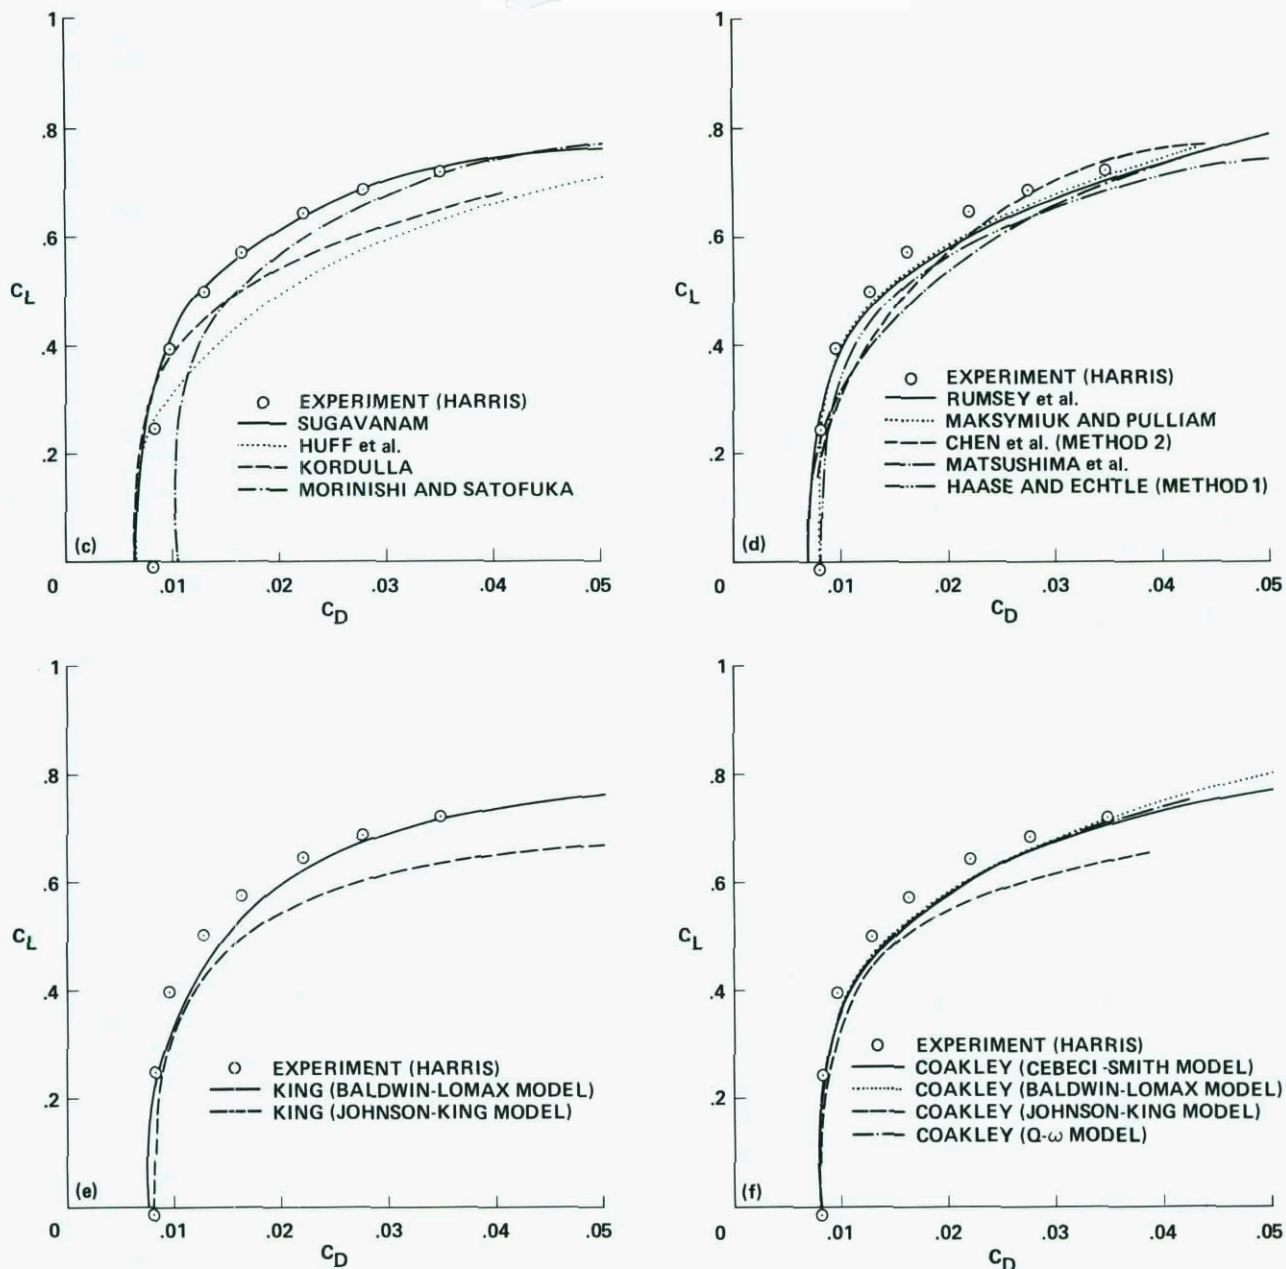 1
.8
.6
C_L
.4
.2
0
(c)
.01
.02
.03
.04
.05
C_D
EXPERIMENT (HARRIS)
SUGAVANAM
HUFF et al.
KORDULLA
MORINISHI AND SATOFUKA
1
.8
.6
C_L
.4
.2
0
(d)
.01
.02
.03
.04
.05
C_D
EXPERIMENT (HARRIS)
RUMSEY et al.
MAKSYMIUK AND PULLIAM
CHEN et al. (METHOD 2)
MATSUSHIMA et al.
HAASE AND ECHTLE (METHOD 1)
1
.8
.6
C_L
.4
.2
0
(e)
.01
.02
.03
.04
.05
C_D
EXPERIMENT (HARRIS)
KING (BALDWIN-LOMAX MODEL)
KING (JOHNSON-KING MODEL)
1
.8
.6
C_L
.4
.2
0
(f)
.01
.02
.03
.04
.05
C_D
EXPERIMENT (HARRIS)
COAKLEY (CEBECI-SMITH MODEL)
COAKLEY (BALDWIN-LOMAX MODEL)
COAKLEY (JOHNSON-KING MODEL)
COAKLEY (Q-ω MODEL)